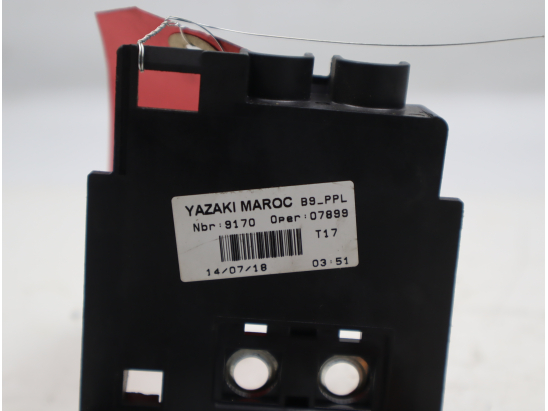 YAZAKI MAROC B9_PPL
Nbr:9170 Oper:07899
T17
14/07/18 03:51